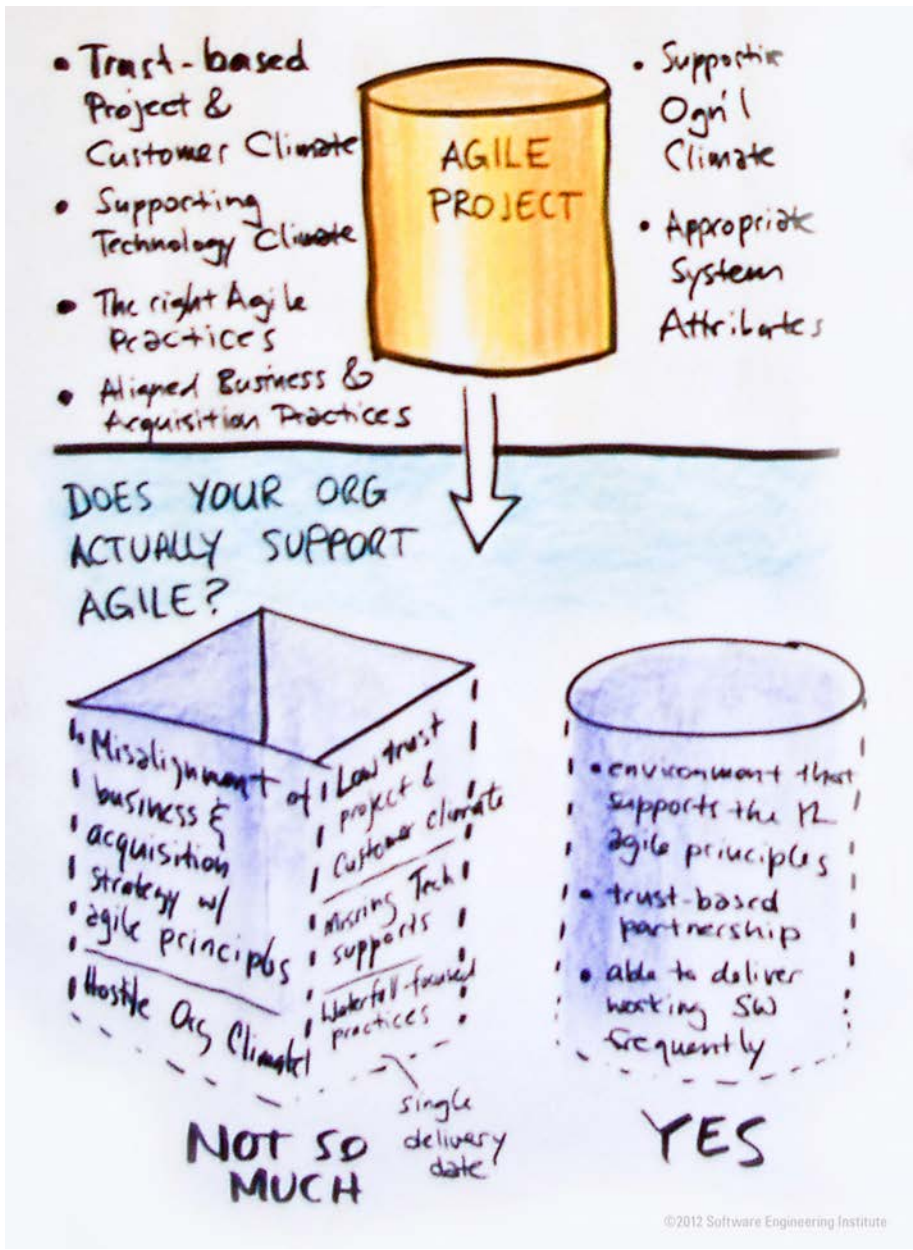 • Trust-based
Project &
Customer Climate
• Supporting
Technology Climate
• The right Agile
Practices
• Aligned Business &
Acquisition Practices
AGILE
PROJECT
• Supportive
Ogn'l
Climate
• Appropriate
System
Attributes
DOES YOUR ORG
ACTUALLY SUPPORT
AGILE?
• Misalignment of
business &
acquisition
strategy w/
agile principles
Hostile Org Climate
Low trust
project &
Customer climate
Missing Tech
supports
Waterfall-focused
practices
single
delivery
date
NOT SO
MUCH
• environment that
supports the 12
agile principles
• trust-based
partnership
• able to deliver
working SW
frequently
YES
©2012 Software Engineering Institute